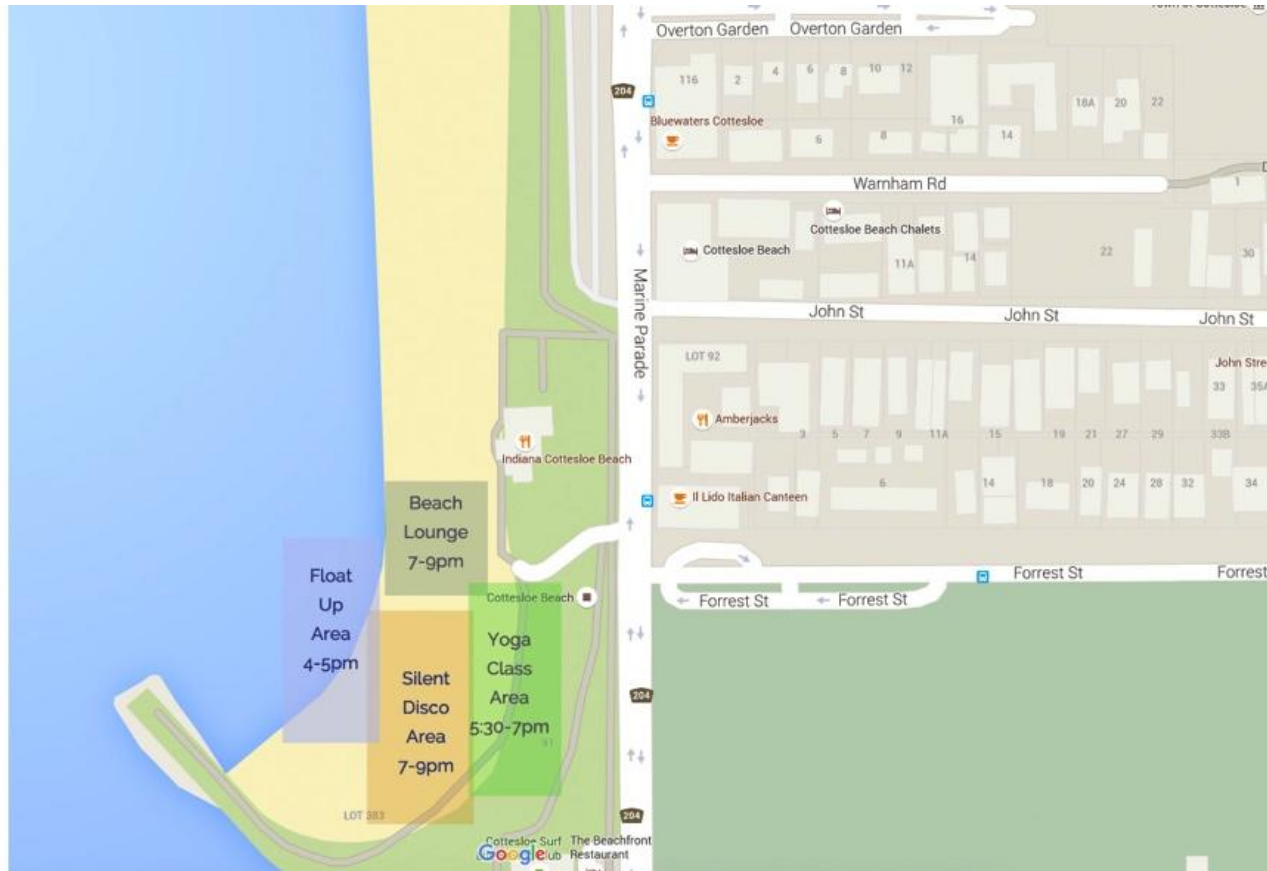 Town of Cottesloe
Overton Garden
Overton Garden
204
116
2
4
6
8
10
12
18A
20
22
Bluewaters Cottesloe
6
8
16
14
Warnham Rd
1
Cottesloe Beach Chalets
Cottesloe Beach
11A
14
22
30
Marine Parade
John St
John St
John St
LOT 92
John Stre
33
35A
Amberjacks
3
5
7
9
11A
15
19
21
27
29
33B
Indiana Cottesloe Beach
Il Lido Italian Canteen
6
14
18
20
24
28
32
34
Beach
Lounge
7-9pm
Float
Up
Area
4-5pm
Forrest St
Forrest
Forrest St
Forrest St
Cottesloe Beach
Yoga
Class
Area
5:30-7pm
Silent
Disco
Area
7-9pm
204
LOT 383
204
Cottesloe Surf
The Beachfront
Restaurant
Google